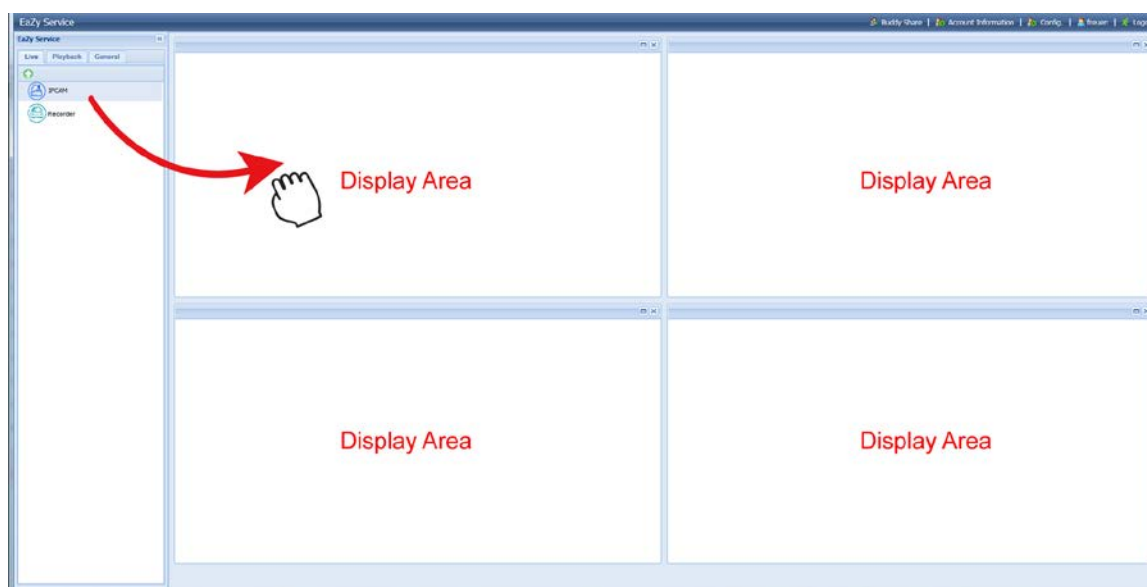 EaZy Service
Buddy Share | Account Information | Config. |
EaZy Service
Live Playback General
IPCAM
Recorder
Display Area
Display Area
Display Area
Display Area